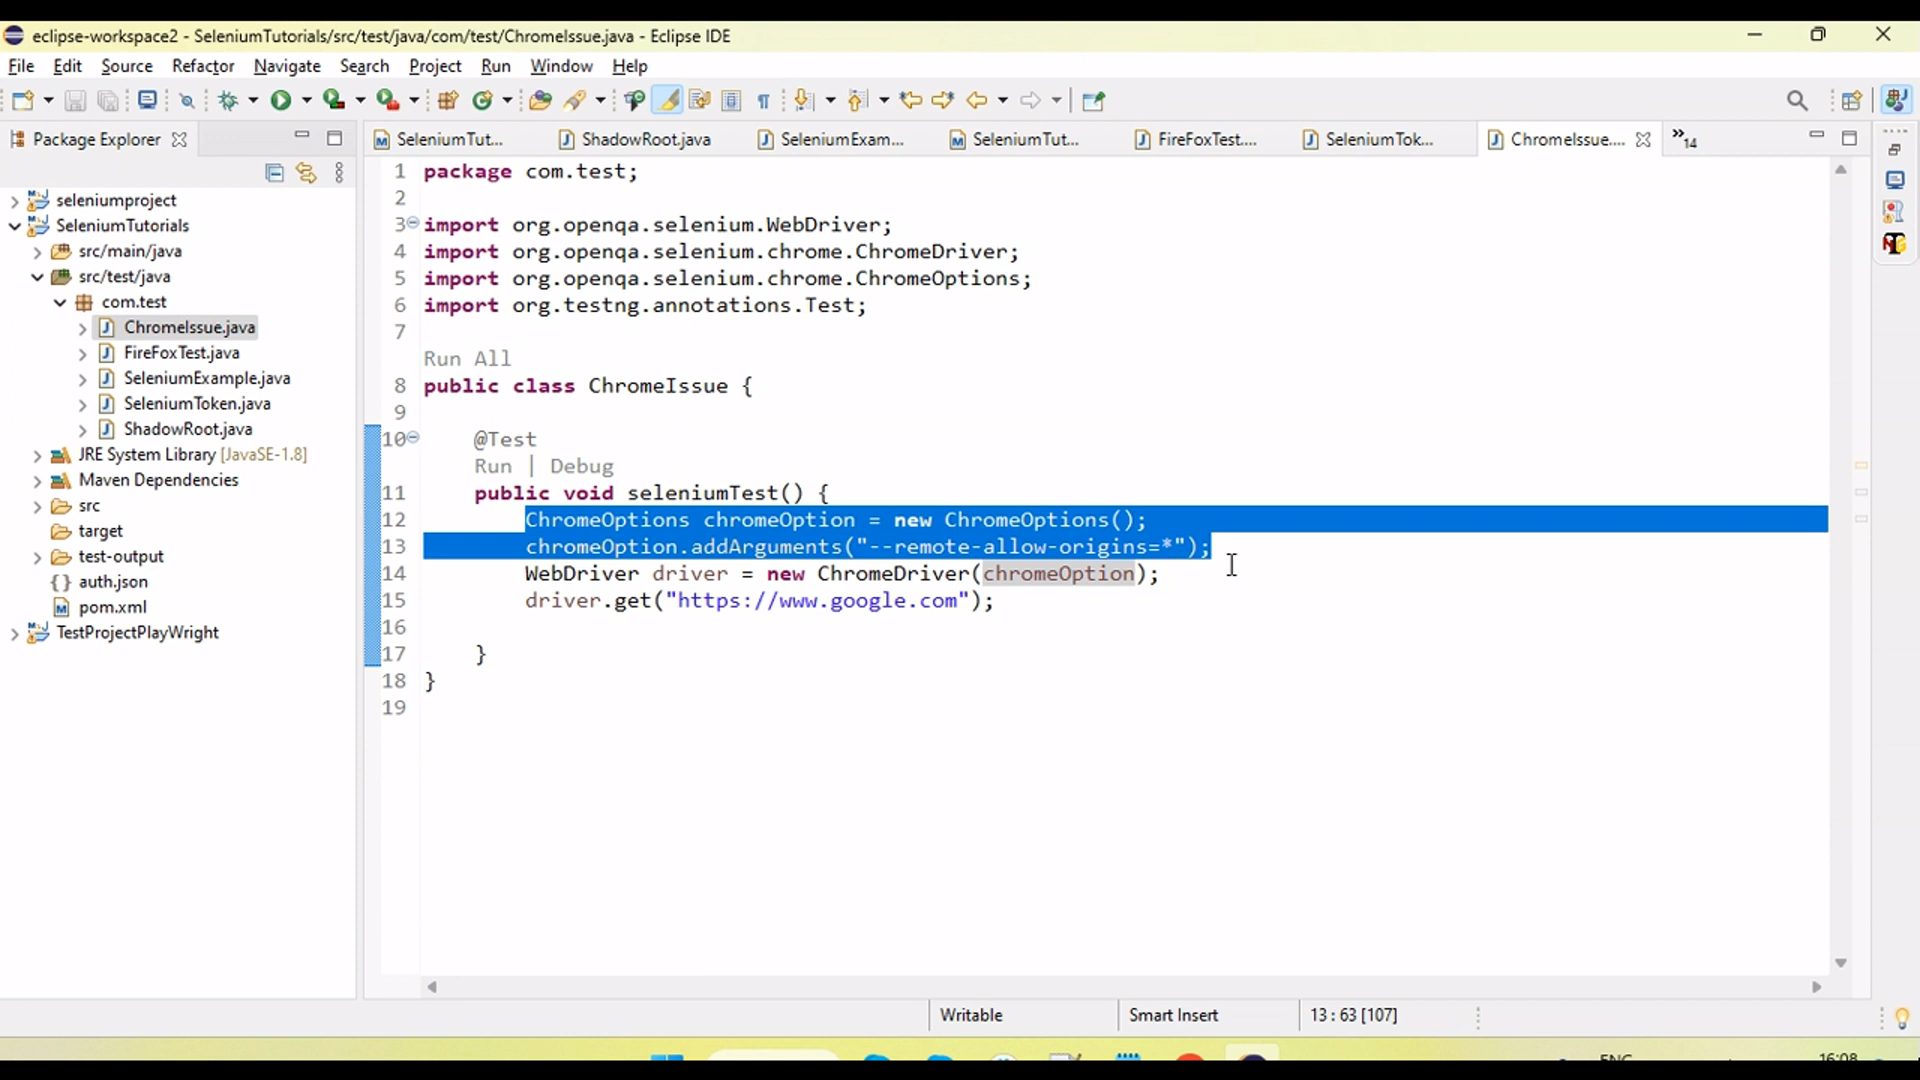 eclipse-workspace2 - SeleniumTutorials/src/test/java/com/test/ChromeIssue.java - Eclipse IDE
File Edit Source Refactor Navigate Search Project Run Window Help
Package Explorer
SeleniumTut...
ShadowRoot.java
SeleniumExam...
SeleniumTut...
FireFoxTest....
SeleniumTok...
ChromeIssue....
»14
seleniumproject
SeleniumTutorials
src/main/java
src/test/java
com.test
ChromeIssue.java
FireFoxTest.java
SeleniumExample.java
SeleniumToken.java
ShadowRoot.java
JRE System Library [JavaSE-1.8]
Maven Dependencies
src
target
test-output
auth.json
pom.xml
TestProjectPlayWright
1 package com.test;
2
3 import org.openqa.selenium.WebDriver;
4 import org.openqa.selenium.chrome.ChromeDriver;
5 import org.openqa.selenium.chrome.ChromeOptions;
6 import org.testng.annotations.Test;
7
Run All
8 public class ChromeIssue {
9
10 @Test
Run | Debug
11 public void seleniumTest() {
12 ChromeOptions chromeOption = new ChromeOptions();
13 chromeOption.addArguments("--remote-allow-origins=*");
14 WebDriver driver = new ChromeDriver(chromeOption);
15 driver.get("https://www.google.com");
16
17 }
18 }
19
Writable
Smart Insert
13 : 63 [107]
ENG
16:08